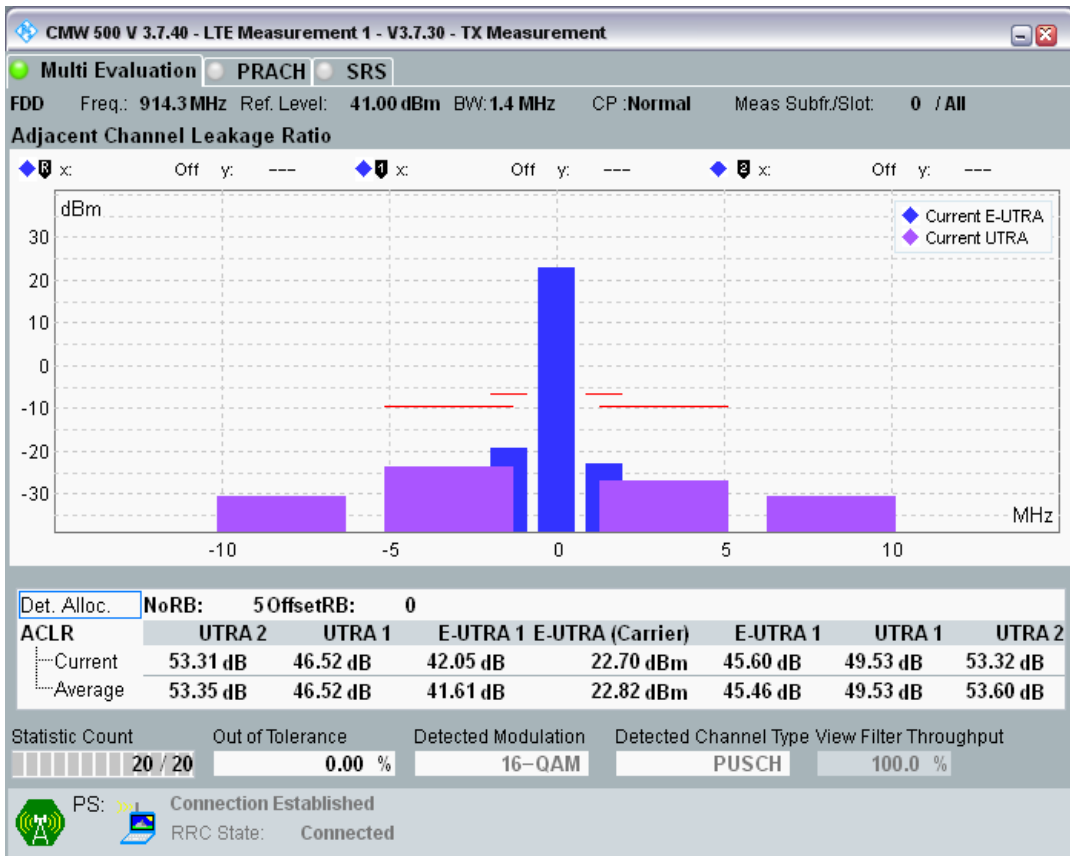 CMW 500 V 3.7.40 - LTE Measurement 1 - V3.7.30 - TX Measurement
Multi Evaluation PRACH SRS
FDD Freq.: 914.3 MHz Ref. Level: 41.00 dBm BW: 1.4 MHz CP :Normal Meas Subfr./Slot: 0 / All
Adjacent Channel Leakage Ratio
R x: Off y: --- 1 x: Off y: --- 2 x: Off y: ---
dBm
Current E-UTRA
Current UTRA
30
20
10
0
-10
-20
-30
MHz
-10 -5 0 5 10
Det. Alloc. NoRB: 5 OffsetRB: 0
ACLR UTRA 2 UTRA 1 E-UTRA 1 E-UTRA (Carrier) E-UTRA 1 UTRA 1 UTRA 2
Current 53.31 dB 46.52 dB 42.05 dB 22.70 dBm 45.60 dB 49.53 dB 53.32 dB
Average 53.35 dB 46.52 dB 41.61 dB 22.82 dBm 45.46 dB 49.53 dB 53.60 dB
Statistic Count Out of Tolerance Detected Modulation Detected Channel Type View Filter Throughput
20 / 20 0.00 % 16-QAM PUSCH 100.0 %
PS: Connection Established
RRC State: Connected